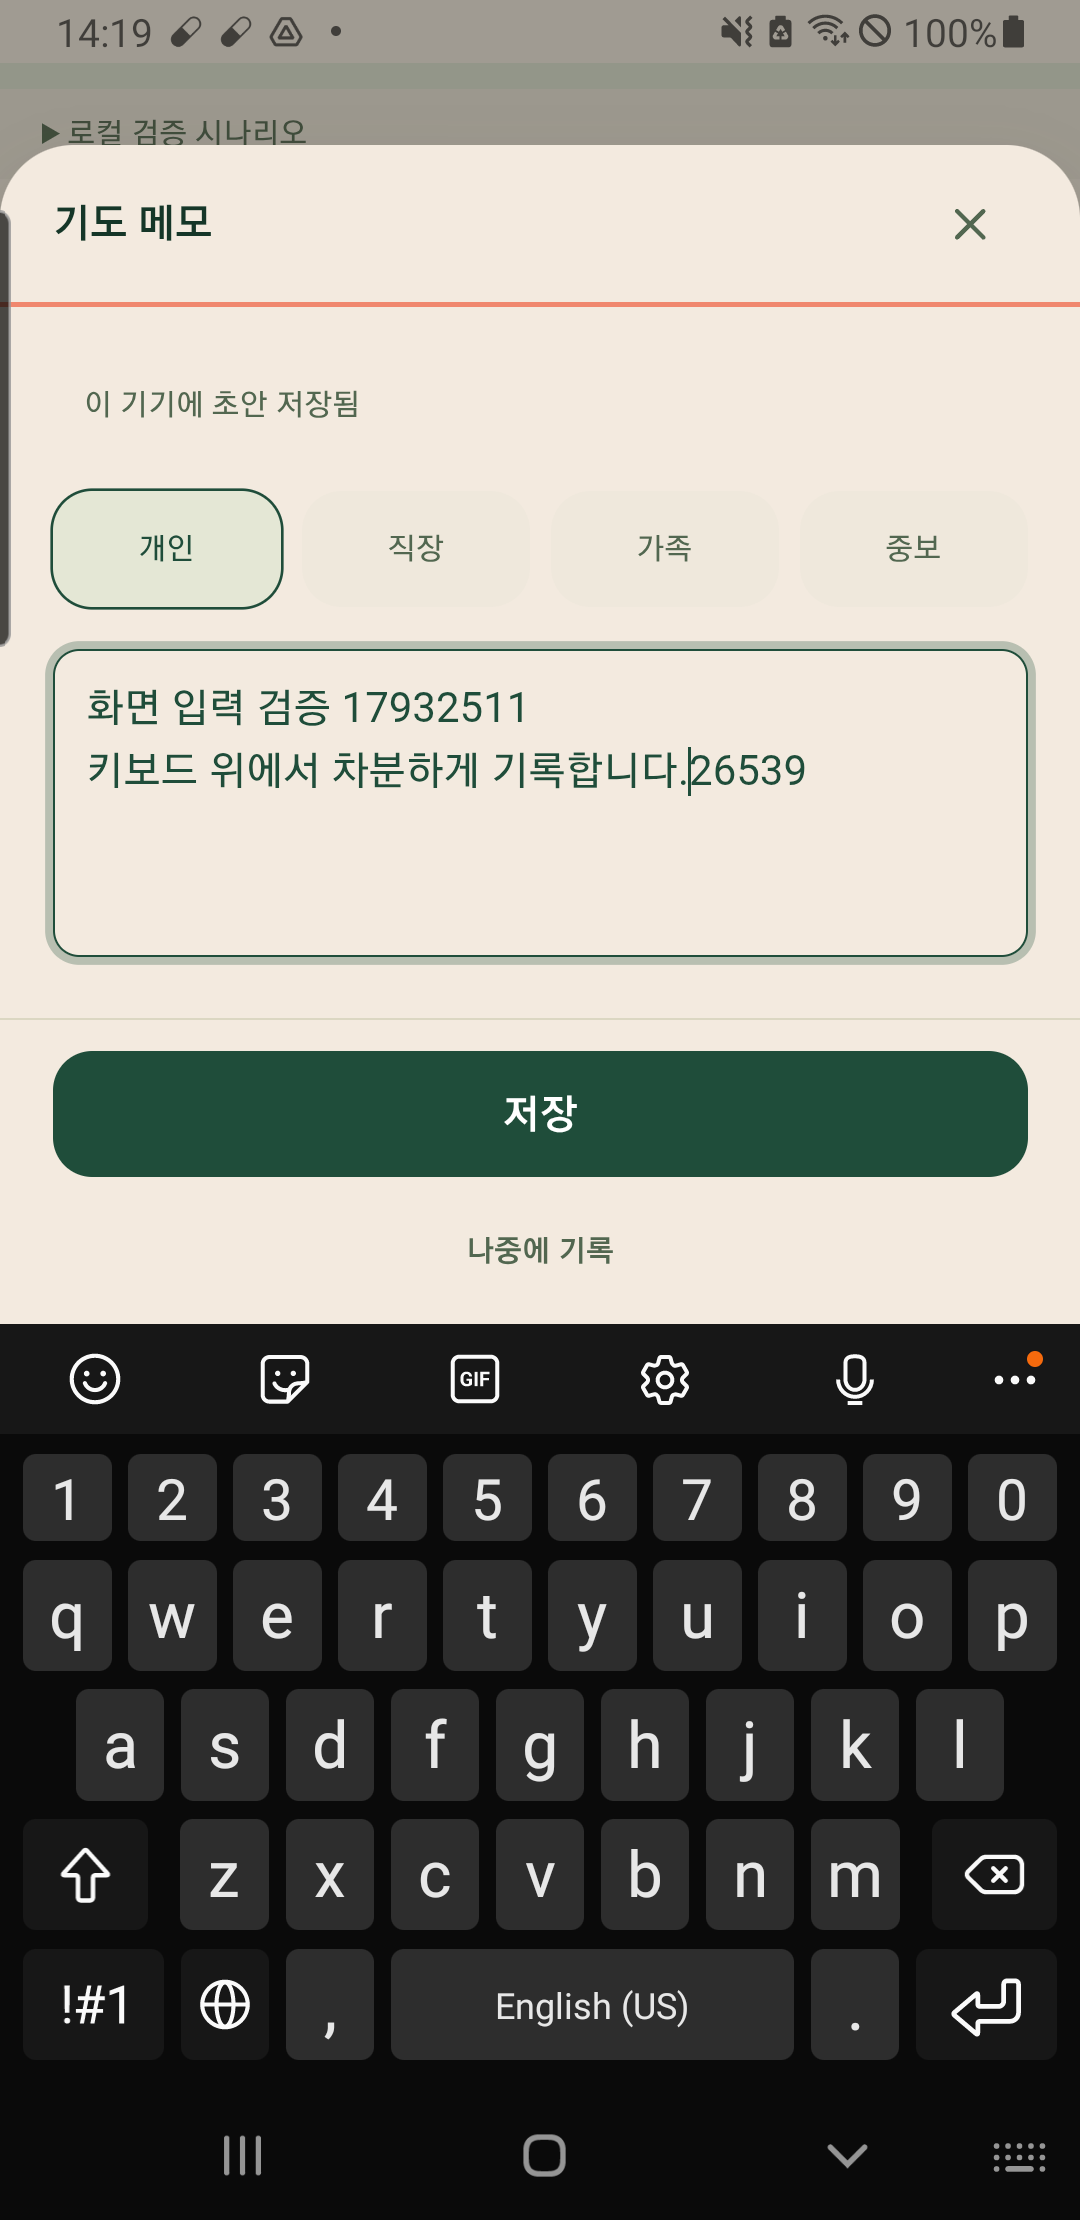 14:19
100%
▶ 로컬 검증 시나리오
기도 메모
이 기기에 초안 저장됨
개인 직장 가족 중보
화면 입력 검증 17932511
키보드 위에서 차분하게 기록합니다.26539
저장
나중에 기록
GIF
1 2 3 4 5 6 7 8 9 0
q w e r t y u i o p
a s d f g h j k l
z x c v b n m
!#1 , English (US) .